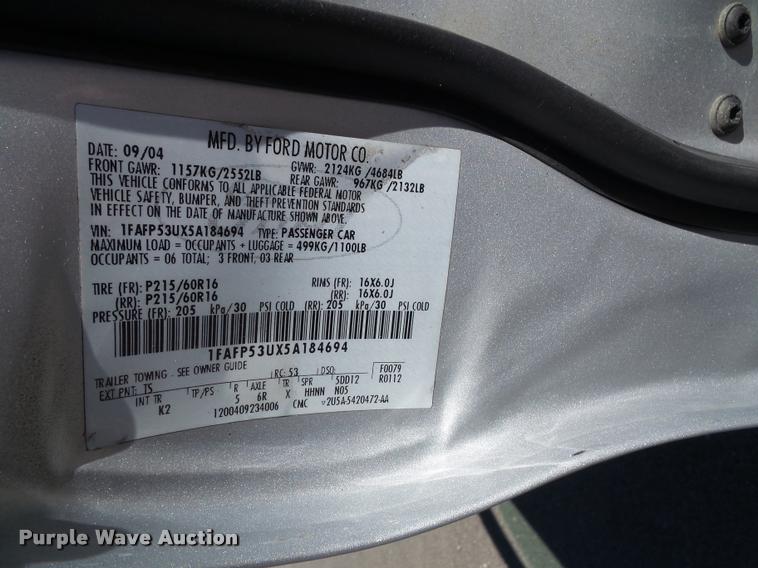 MFD. BY FORD MOTOR CO.
DATE: 09/04 GVWR: 2124KG /4684LB
FRONT GAWR: 1157KG/2552LB REAR GAWR: 967KG /2132LB
THIS VEHICLE CONFORMS TO ALL APPLICABLE FEDERAL MOTOR
VEHICLE SAFETY, BUMPER, AND THEFT PREVENTION STANDARDS
IN EFFECT ON THE DATE OF MANUFACTURE SHOWN ABOVE.
VIN: 1FAFP53UX5A184694 TYPE: PASSENGER CAR
MAXIMUM LOAD = OCCUPANTS + LUGGAGE = 499KG/1100LB
OCCUPANTS = 06 TOTAL; 3 FRONT, 03 REAR
TIRE (FR): P215/60R16 RIMS (FR): 16X6.0J
(RR): P215/60R16 (RR): 16X6.0J
PRESSURE (FR): 205 kPa/30 PSI COLD (RR): 205 kPa/30 PSI COLD
1FAFP53UX5A184694
TRAILER TOWING - SEE OWNER GUIDE
EXT PNT: TS RC: 53 DSO: F0079
5DD12 R0112
INT TR TP/PS R AXLE TR SPR N05
K2 5 6R X HHNN
1200409234006 CMC ▽2U5A-5420472-AA
Purple Wave Auction